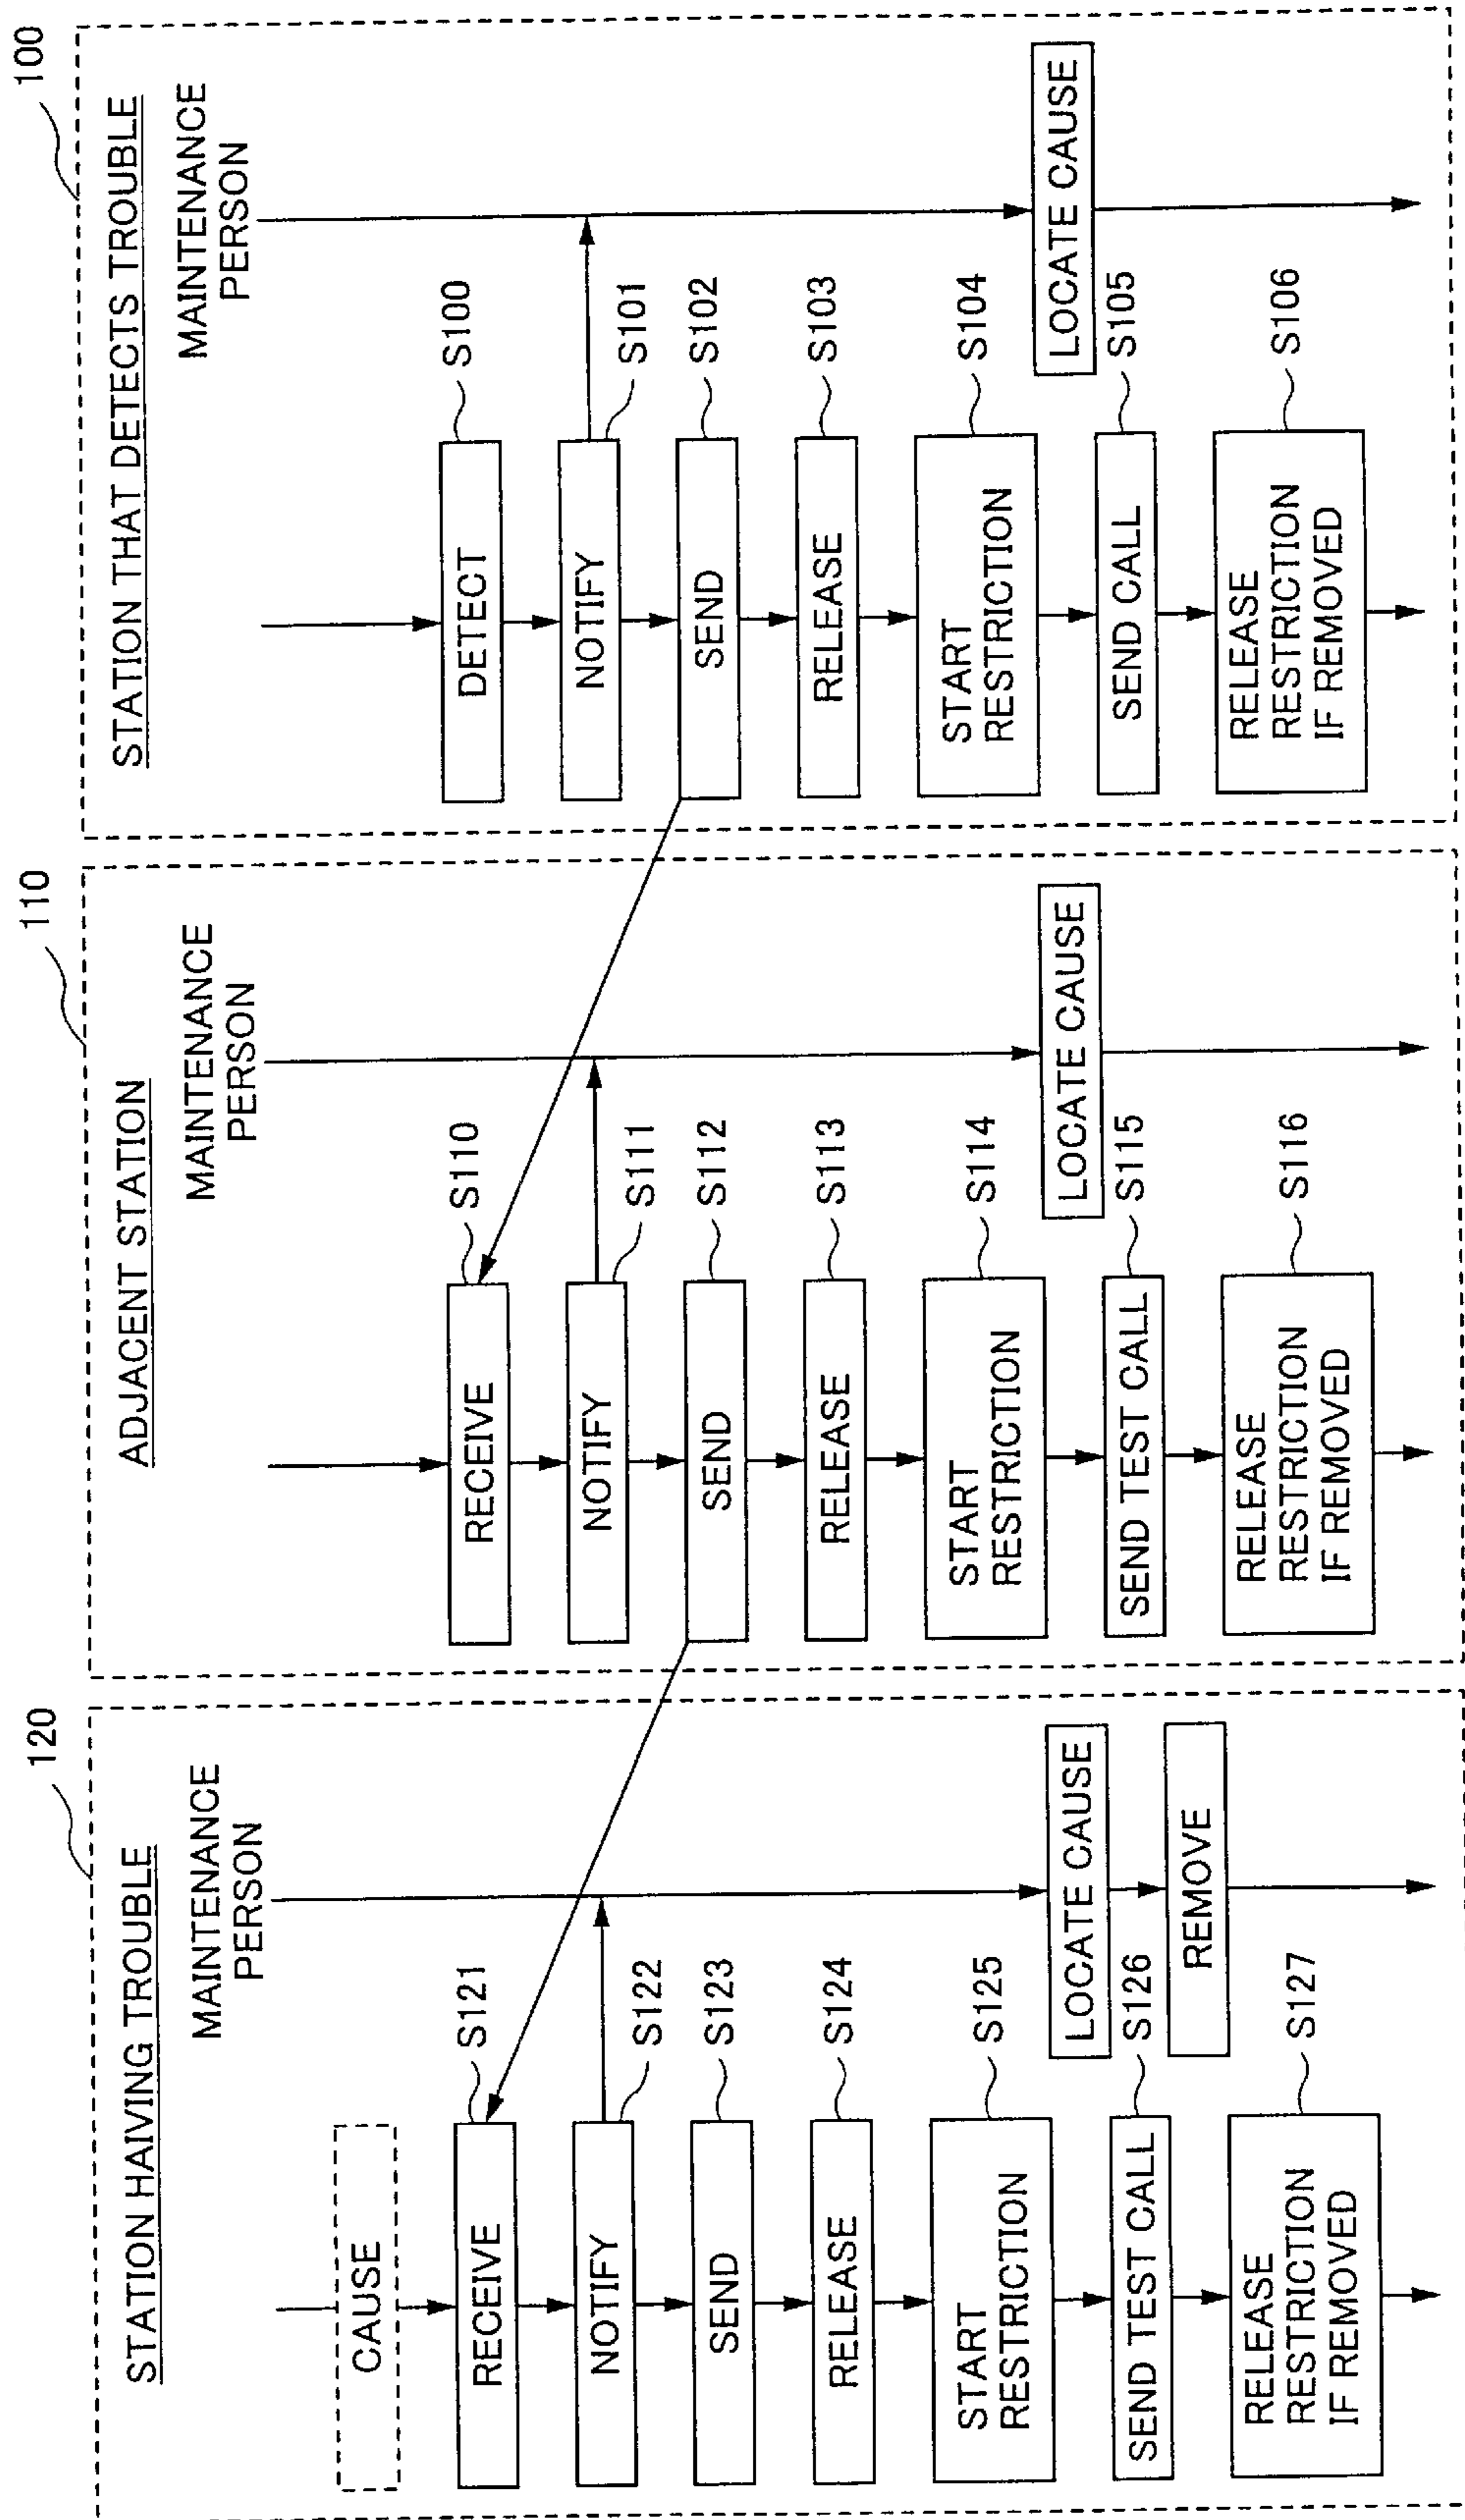 120
STATION HAIVING TROUBLE
MAINTENANCE
PERSON
CAUSE
RECEIVE
S121
NOTIFY
S122
SEND
S123
RELEASE
S124
START
RESTRICTION
S125
LOCATE CAUSE
SEND TEST CALL
S126
REMOVE
RELEASE
RESTRICTION
IF REMOVED
S127
110
ADJACENT STATION
MAINTENANCE
PERSON
RECEIVE
S110
NOTIFY
S111
SEND
S112
RELEASE
S113
START
RESTRICTION
S114
LOCATE CAUSE
SEND TEST CALL
S115
RELEASE
RESTRICTION
IF REMOVED
S116
100
STATION THAT DETECTS TROUBLE
MAINTENANCE
PERSON
DETECT
S100
NOTIFY
S101
SEND
S102
RELEASE
S103
START
RESTRICTION
S104
LOCATE CAUSE
SEND CALL
S105
RELEASE
RESTRICTION
IF REMOVED
S106